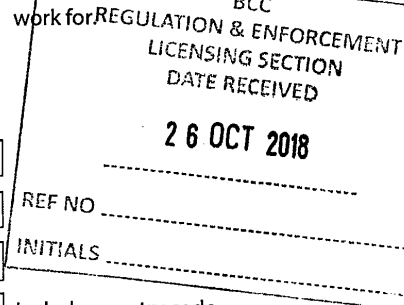 BCC
work for
REGULATION & ENFORCEMENT
LICENSING SECTION
DATE RECEIVED
26 OCT 2018
REF NO
INITIALS